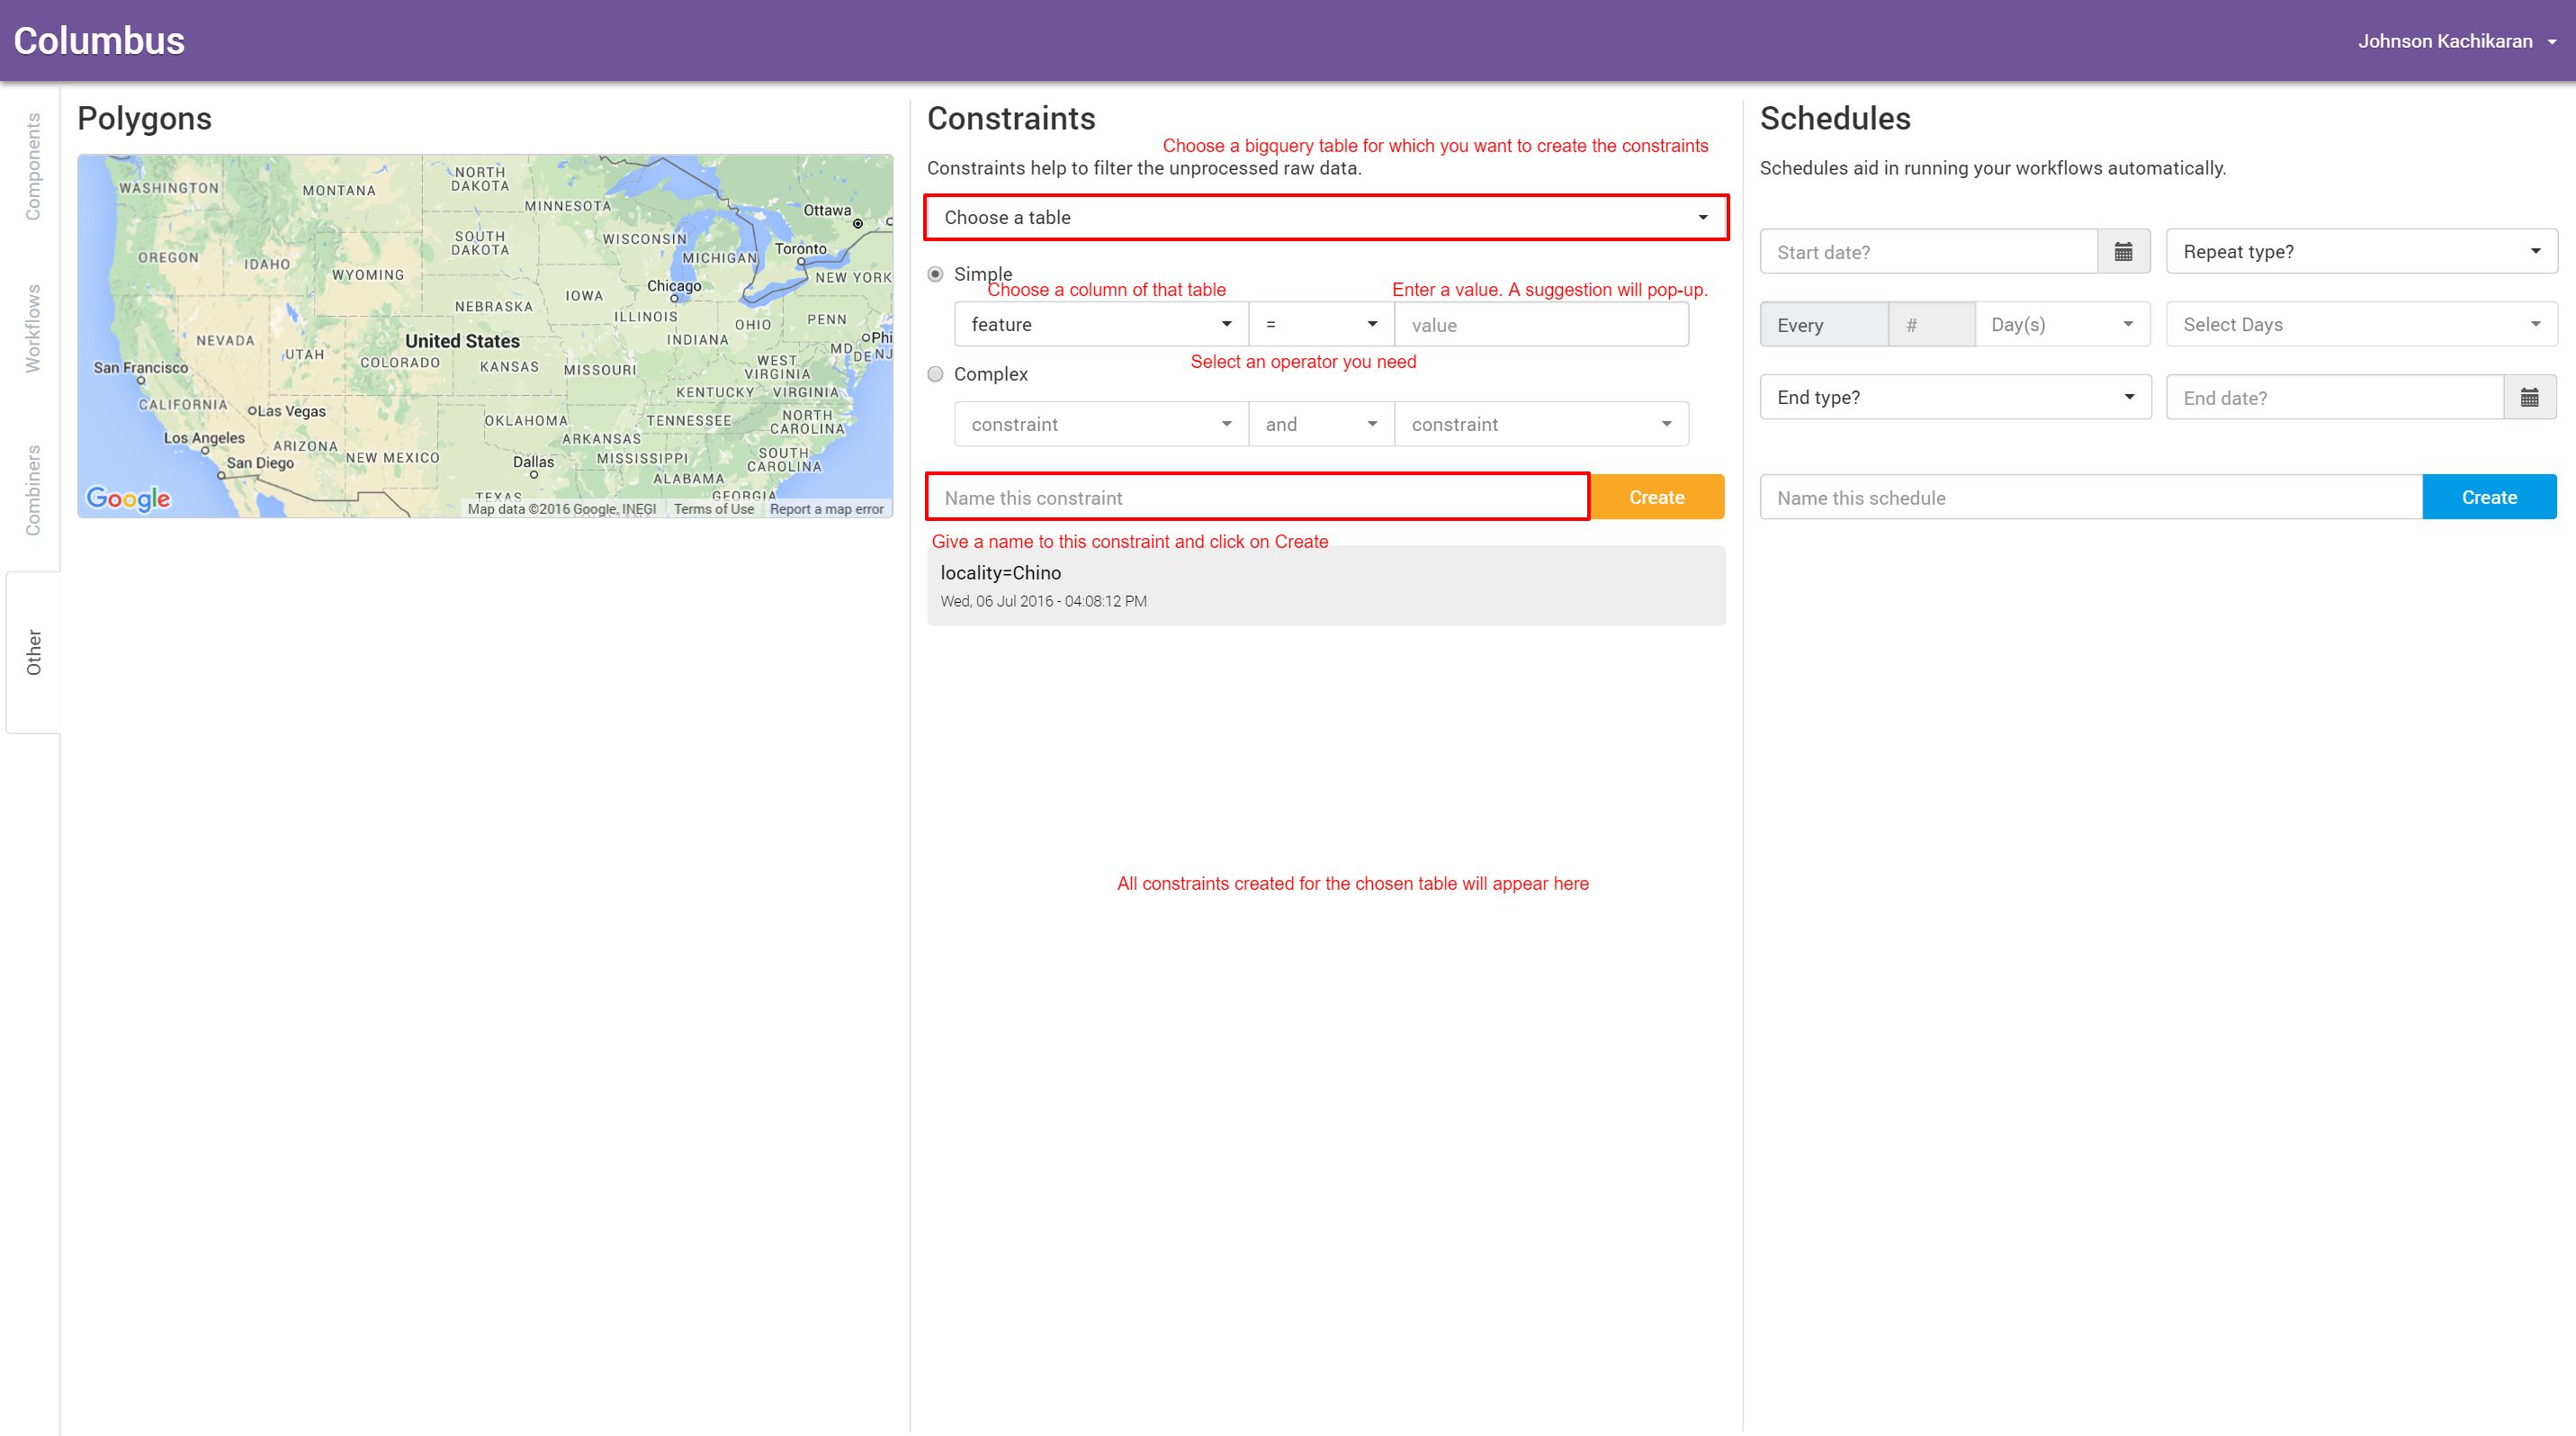 Columbus
Johnson Kachikaran
Components
Workflows
Combiners
Other
Polygons
WASHINGTON
MONTANA
NORTH
DAKOTA
MINNESOTA
Ottawa
OREGON
IDAHO
SOUTH
DAKOTA
WISCONSIN
MICHIGAN
Toronto
WYOMING
NEW YORK
Chicago
NEBRASKA
IOWA
ILLINOIS
OHIO
PENN
NEVADA
UTAH
United States
INDIANA
MD
DE
NJ
Phi
San Francisco
COLORADO
KANSAS
MISSOURI
WEST
VIRGINIA
KENTUCKY
VIRGINIA
CALIFORNIA
Las Vegas
OKLAHOMA
TENNESSEE
NORTH
CAROLINA
Los Angeles
ARIZONA
NEW MEXICO
ARKANSAS
MISSISSIPPI
SOUTH
CAROLINA
San Diego
Dallas
ALABAMA
TEXAS
GEORGIA
Google
Map data ©2016 Google, INEGI
Terms of Use
Report a map error
Constraints
Choose a bigquery table for which you want to create the constraints
Constraints help to filter the unprocessed raw data.
Choose a table
Simple
Choose a column of that table
Enter a value. A suggestion will pop-up.
feature
=
value
Select an operator you need
Complex
constraint
and
constraint
Name this constraint
Create
Give a name to this constraint and click on Create
locality=Chino
Wed, 06 Jul 2016 - 04:08:12 PM
All constraints created for the chosen table will appear here
Schedules
Schedules aid in running your workflows automatically.
Start date?
Repeat type?
Every
#
Day(s)
Select Days
End type?
End date?
Name this schedule
Create